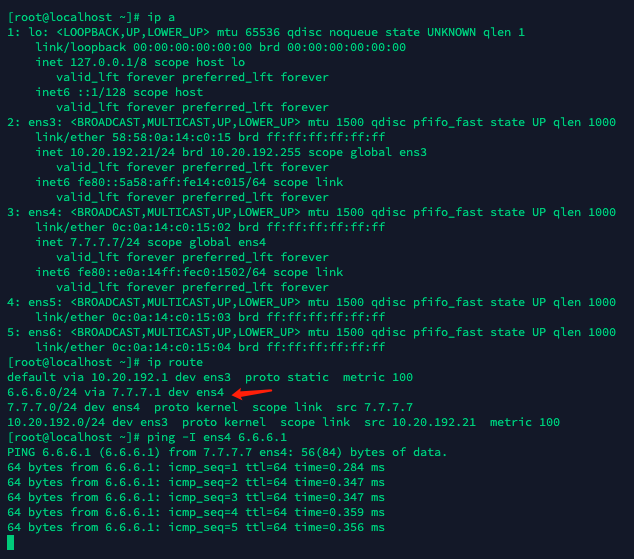 [root@localhost ~]# ip a
1: lo: <LOOPBACK,UP,LOWER_UP> mtu 65536 qdisc noqueue state UNKNOWN qlen 1
    link/loopback 00:00:00:00:00:00 brd 00:00:00:00:00:00
    inet 127.0.0.1/8 scope host lo
       valid_lft forever preferred_lft forever
    inet6 ::1/128 scope host
       valid_lft forever preferred_lft forever
2: ens3: <BROADCAST,MULTICAST,UP,LOWER_UP> mtu 1500 qdisc pfifo_fast state UP qlen 1000
    link/ether 58:58:0a:14:c0:15 brd ff:ff:ff:ff:ff:ff
    inet 10.20.192.21/24 brd 10.20.192.255 scope global ens3
       valid_lft forever preferred_lft forever
    inet6 fe80::5a58:aff:fe14:c015/64 scope link
       valid_lft forever preferred_lft forever
3: ens4: <BROADCAST,MULTICAST,UP,LOWER_UP> mtu 1500 qdisc pfifo_fast state UP qlen 1000
    link/ether 0c:0a:14:c0:15:02 brd ff:ff:ff:ff:ff:ff
    inet 7.7.7.7/24 scope global ens4
       valid_lft forever preferred_lft forever
    inet6 fe80::e0a:14ff:fec0:1502/64 scope link
       valid_lft forever preferred_lft forever
4: ens5: <BROADCAST,MULTICAST,UP,LOWER_UP> mtu 1500 qdisc pfifo_fast state UP qlen 1000
    link/ether 0c:0a:14:c0:15:03 brd ff:ff:ff:ff:ff:ff
5: ens6: <BROADCAST,MULTICAST,UP,LOWER_UP> mtu 1500 qdisc pfifo_fast state UP qlen 1000
    link/ether 0c:0a:14:c0:15:04 brd ff:ff:ff:ff:ff:ff
[root@localhost ~]# ip route
default via 10.20.192.1 dev ens3  proto static  metric 100
6.6.6.0/24 via 7.7.7.1 dev ens4
7.7.7.0/24 dev ens4  proto kernel  scope link  src 7.7.7.7
10.20.192.0/24 dev ens3  proto kernel  scope link  src 10.20.192.21  metric 100
[root@localhost ~]# ping -I ens4 6.6.6.1
PING 6.6.6.1 (6.6.6.1) from 7.7.7.7 ens4: 56(84) bytes of data.
64 bytes from 6.6.6.1: icmp_seq=1 ttl=64 time=0.284 ms
64 bytes from 6.6.6.1: icmp_seq=2 ttl=64 time=0.347 ms
64 bytes from 6.6.6.1: icmp_seq=3 ttl=64 time=0.347 ms
64 bytes from 6.6.6.1: icmp_seq=4 ttl=64 time=0.359 ms
64 bytes from 6.6.6.1: icmp_seq=5 ttl=64 time=0.356 ms